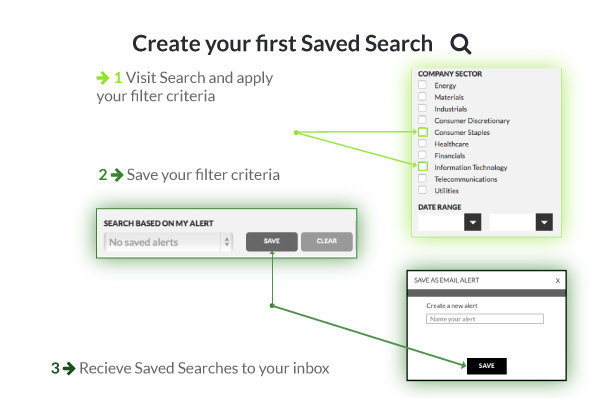 Create your first Saved Search
1 Visit Search and apply
your filter criteria
COMPANY SECTOR
Energy
Materials
Industrials
Consumer Discretionary
Consumer Staples
Healthcare
Financials
Information Technology
Telecommunications
Utilities
DATE RANGE
2 Save your filter criteria
SEARCH BASED ON MY ALERT
No saved alerts
SAVE
CLEAR
SAVE AS EMAIL ALERT X
Create a new alert
Name your alert
SAVE
3 Recieve Saved Searches to your inbox